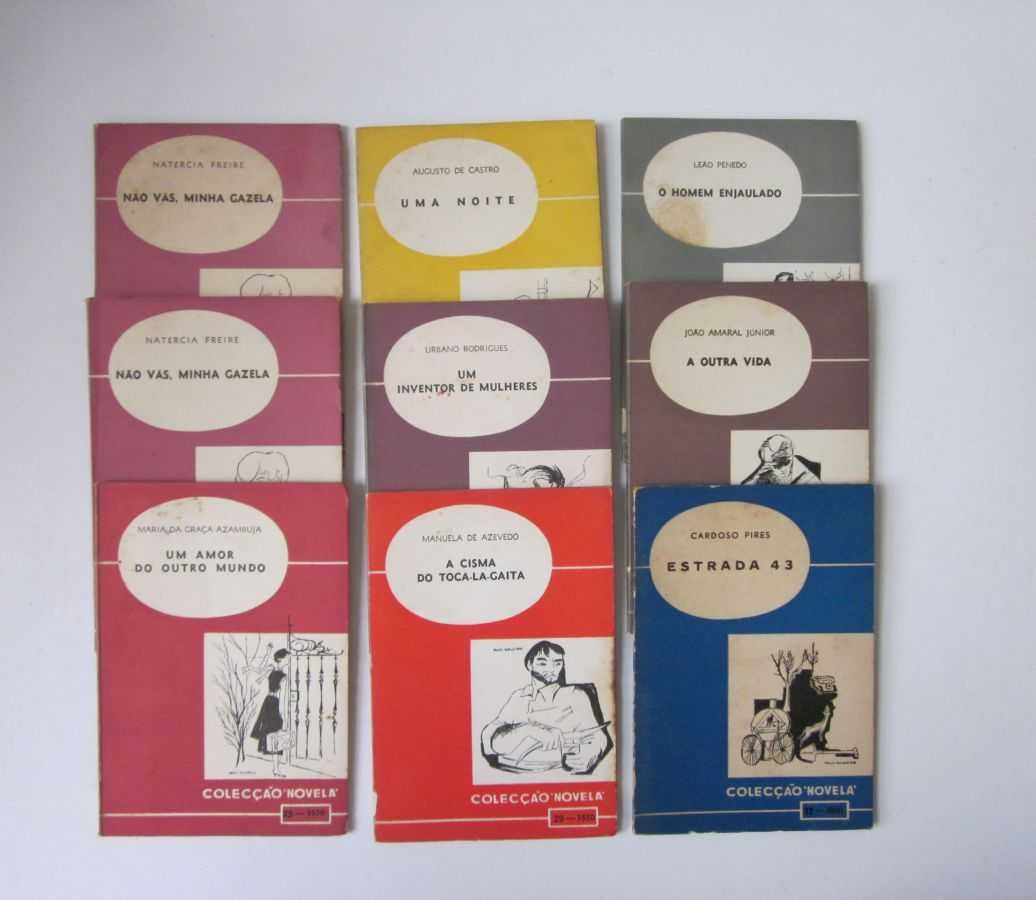 NATERCIA FREIRE
NÃO VÁS, MINHA GAZELA
AUGUSTO DE CASTRO
UMA NOITE
LEÃO PENEDO
O HOMEM ENJAULADO
NATERCIA FREIRE
NÃO VÁS, MINHA GAZELA
URBANO RODRIGUES
UM
INVENTOR DE MULHERES
JOÃO AMARAL JÚNIOR
A OUTRA VIDA
MARIA DA GRAÇA AZAMBUJA
UM AMOR
DO OUTRO MUNDO
COLECÇÃO "NOVELA"
MANUELA DE AZEVEDO
A CISMA
DO TOCA-LA-GAITA
COLECÇÃO "NOVELA"
CARDOSO PIRES
ESTRADA 43
COLECÇÃO "NOVELA"